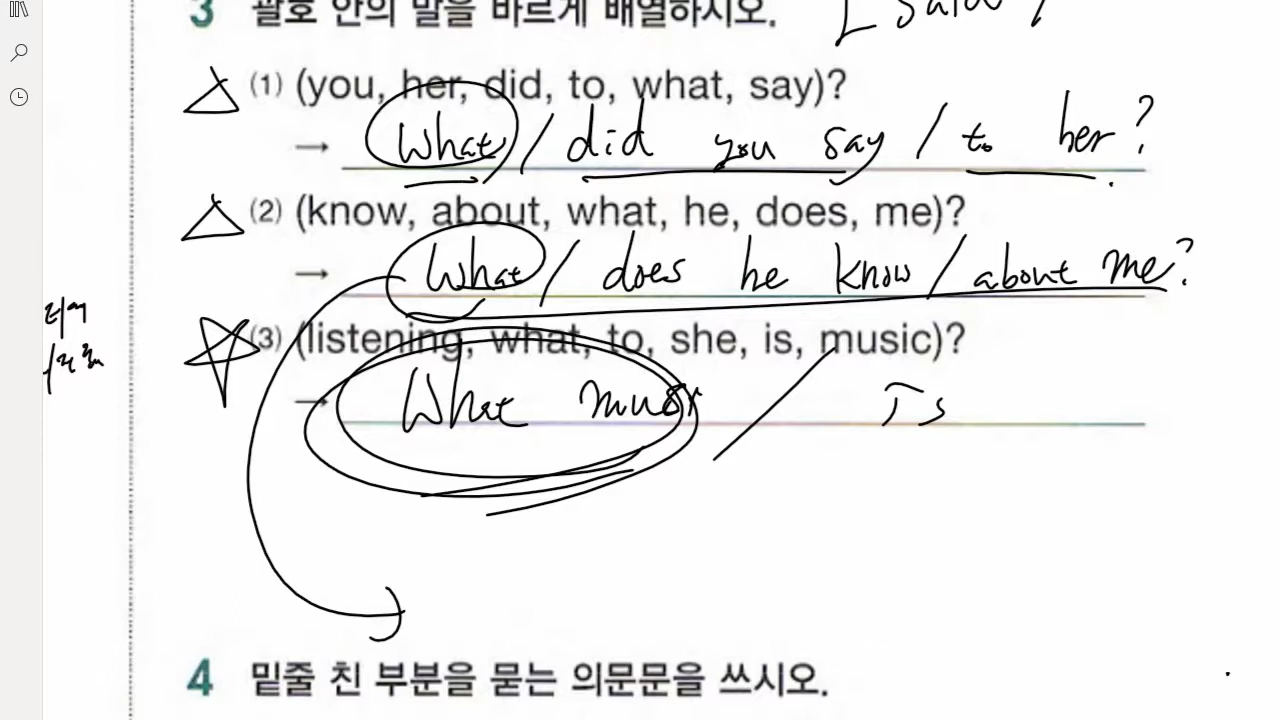 3 괄호 안의 말을 바르게 배열하시오.
(1) (you, her, did, to, what, say)?
→ What / did you say / to her?
(2) (know, about, what, he, does, me)?
→ What / does he know / about me?
(3) (listening, what, to, she, is, music)?
→ What music / Is
4 밑줄 친 부분을 묻는 의문문을 쓰시오.